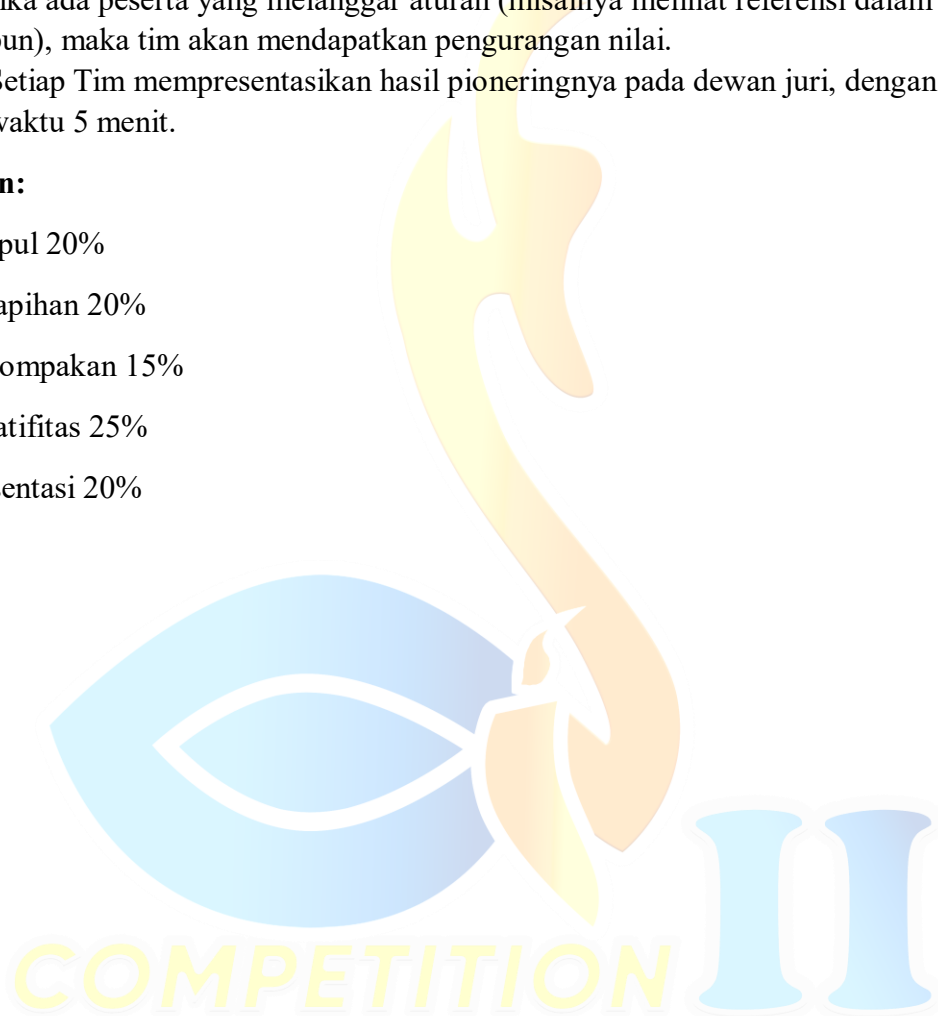 ika ada peserta yang melanggar aturan (misalnya melihat referensi dalam
pun), maka tim akan mendapatkan pengurangan nilai.
Setiap Tim mempresentasikan hasil pioneringnya pada dewan juri, dengan
waktu 5 menit.
n:
pul 20%
apihan 20%
ompakan 15%
atifitas 25%
entasi 20%
COMPETITION II